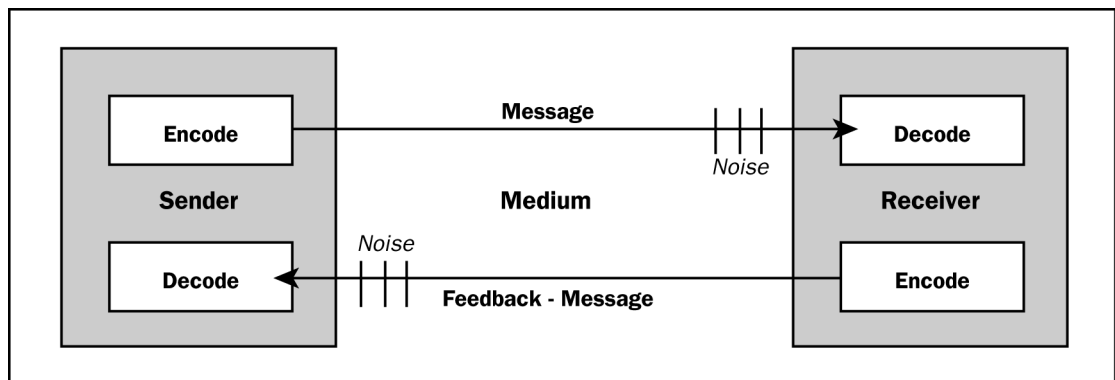 Message
Encode
Decode
Noise
Sender
Medium
Receiver
Noise
Decode
Encode
Feedback - Message